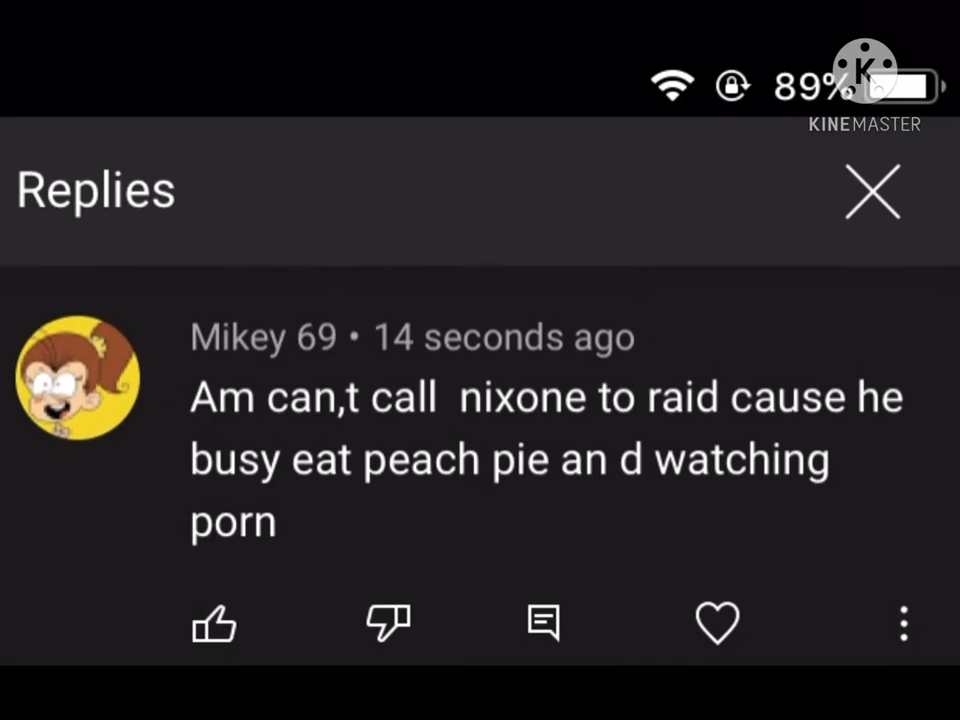 89%
KINEMASTER
Replies
Mikey 69 • 14 seconds ago
Am can,t call  nixone to raid cause he
busy eat peach pie an d watching
porn